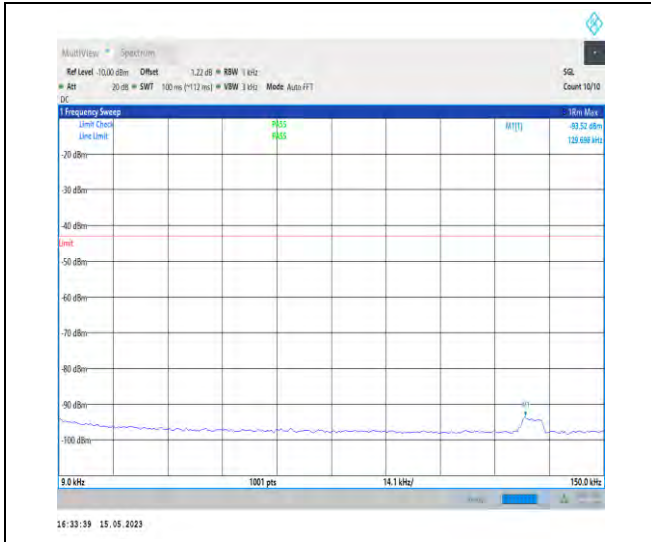 MultiView Spectrum
Ref Level -10.00 dBm Offset 1.22 dB RBW 1 kHz SGL
Att 20 dB SWT 100 ms (~112 ms) VBW 3 kHz Mode Auto FFT Count 10/10
DC
1 Frequency Sweep 1Rm Max
Limit Check PASS M1[1] -93.52 dBm
Line Limit PASS 129.698 kHz
-20 dBm
-30 dBm
-40 dBm
Limit
-50 dBm
-60 dBm
-70 dBm
-80 dBm
-90 dBm
M1
-100 dBm
9.0 kHz 1001 pts 14.1 kHz/ 150.0 kHz
16:33:39 15.05.2023